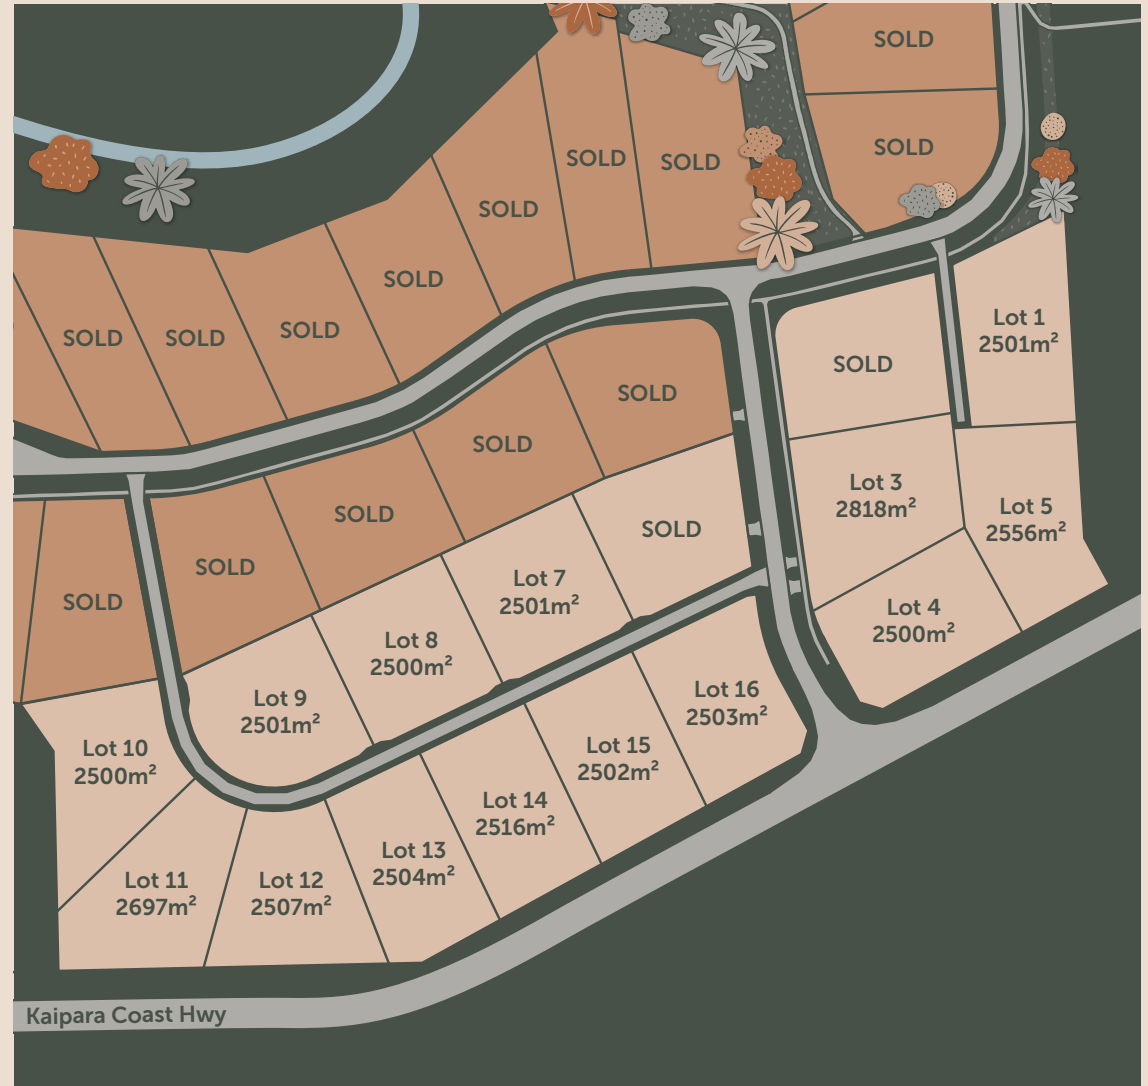 SOLD
SOLD
SOLD
SOLD
SOLD
SOLD
SOLD
SOLD
SOLD
SOLD
Lot 1
2501m²
SOLD
SOLD
SOLD
SOLD
SOLD
SOLD
SOLD
Lot 3
2818m²
Lot 5
2556m²
Lot 4
2500m²
Lot 7
2501m²
Lot 8
2500m²
Lot 9
2501m²
Lot 10
2500m²
Lot 16
2503m²
Lot 15
2502m²
Lot 14
2516m²
Lot 13
2504m²
Lot 12
2507m²
Lot 11
2697m²
Kaipara Coast Hwy